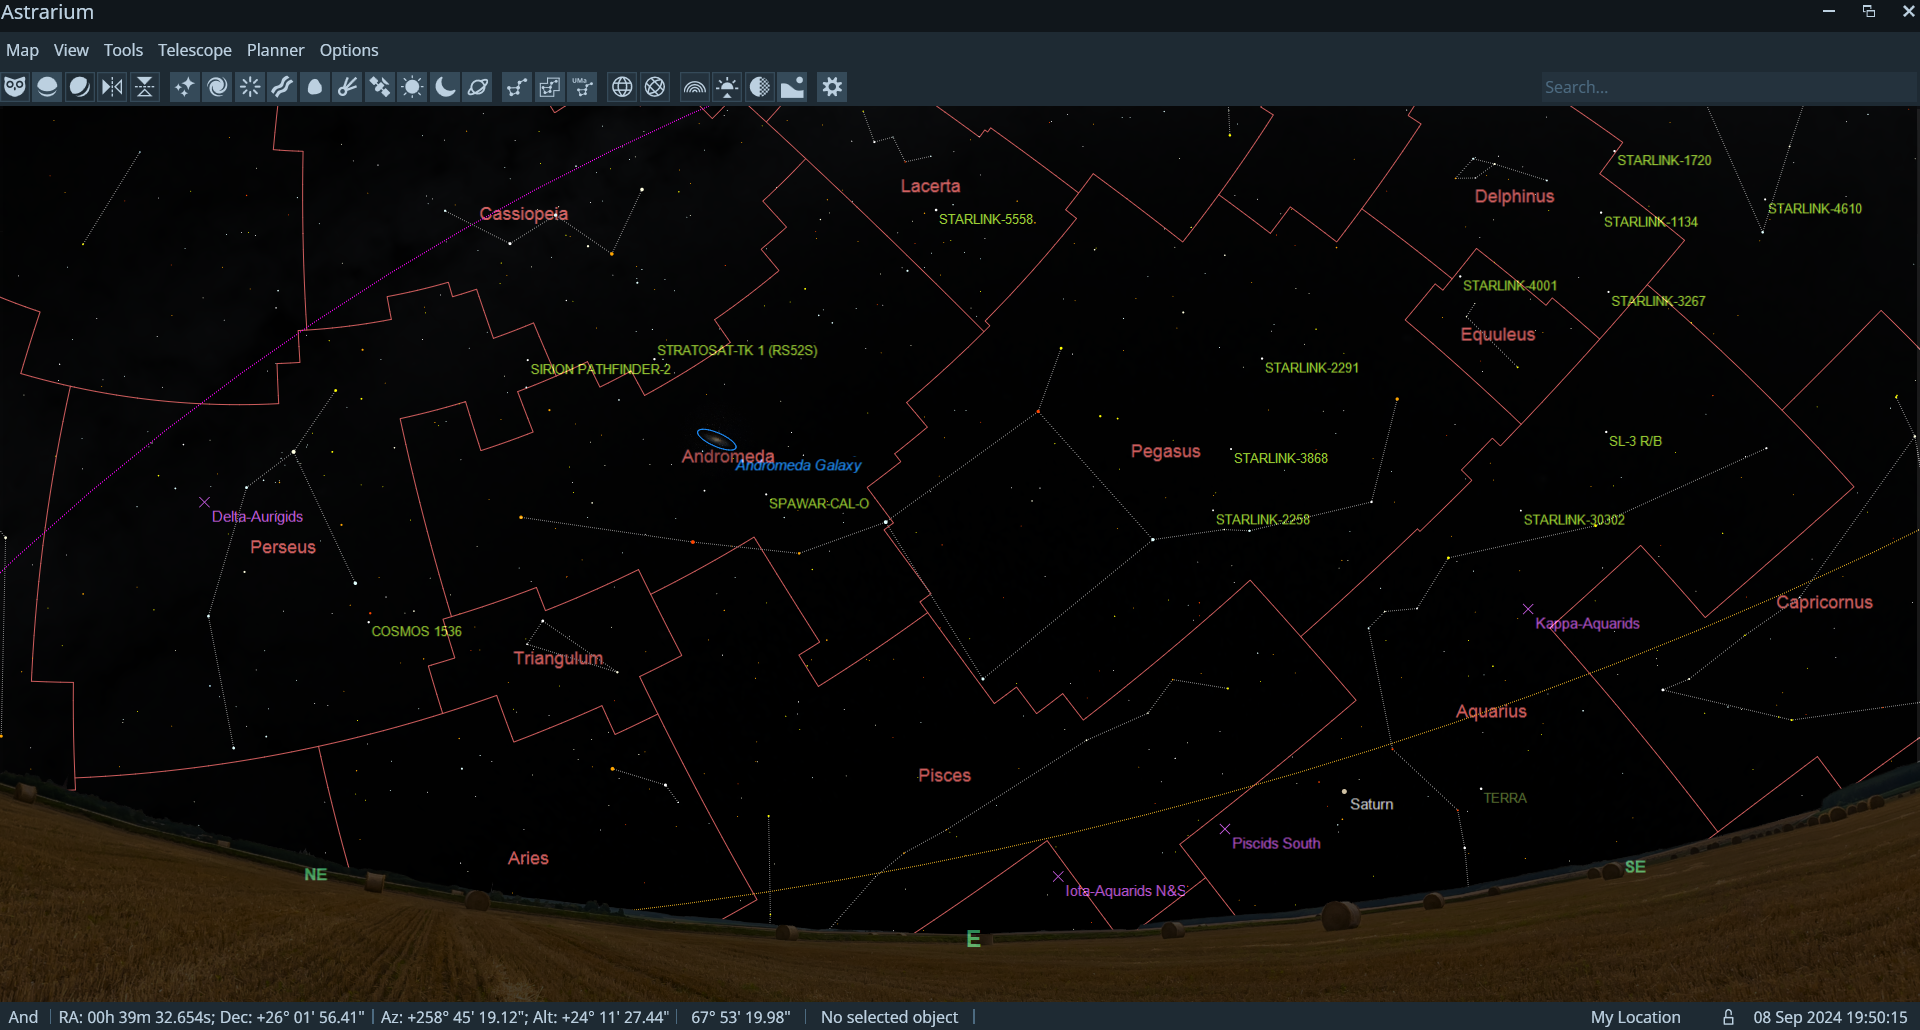 Astrarium
Map View Tools Telescope Planner Options
UMa
Search...
STARLINK-1720
Lacerta
Delphinus
Cassiopeia
STARLINK-5558.
STARLINK-1134
STARLINK-4610
STARLINK-4001
STARLINK-3267
Equuleus
STRATOSAT-TK 1 (RS52S)
SIRION PATHFINDER-2
STARLINK-2291
SL-3 R/B
Andromeda
Andromeda Galaxy
Pegasus
STARLINK-3868
SPAWAR-CAL-O
Delta-Aurigids
STARLINK-2258
STARLINK-30302
Perseus
Capricornus
COSMOS 1536
Kappa-Aquarids
Triangulum
Aquarius
Pisces
Saturn
TERRA
Piscids South
Aries
NE
SE
Iota-Aquarids N&S
E
And RA: 00h 39m 32.654s; Dec: +26° 01' 56.41" Az: +258° 45' 19.12"; Alt: +24° 11' 27.44" 67° 53' 19.98" No selected object My Location 08 Sep 2024 19:50:15